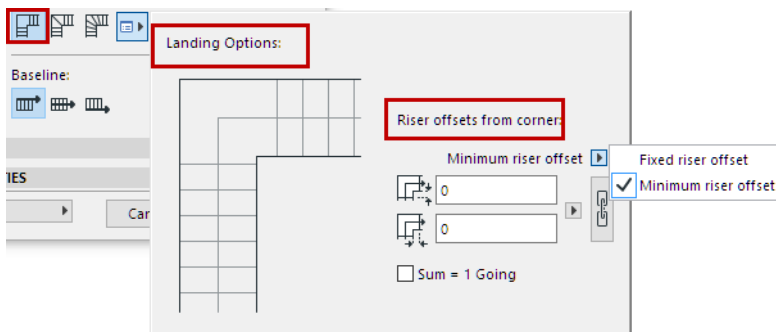 Landing Options:
Baseline:
Riser offsets from corner:
Minimum riser offset
Fixed riser offset
Minimum riser offset
0
0
Sum = 1 Going
IES
Car